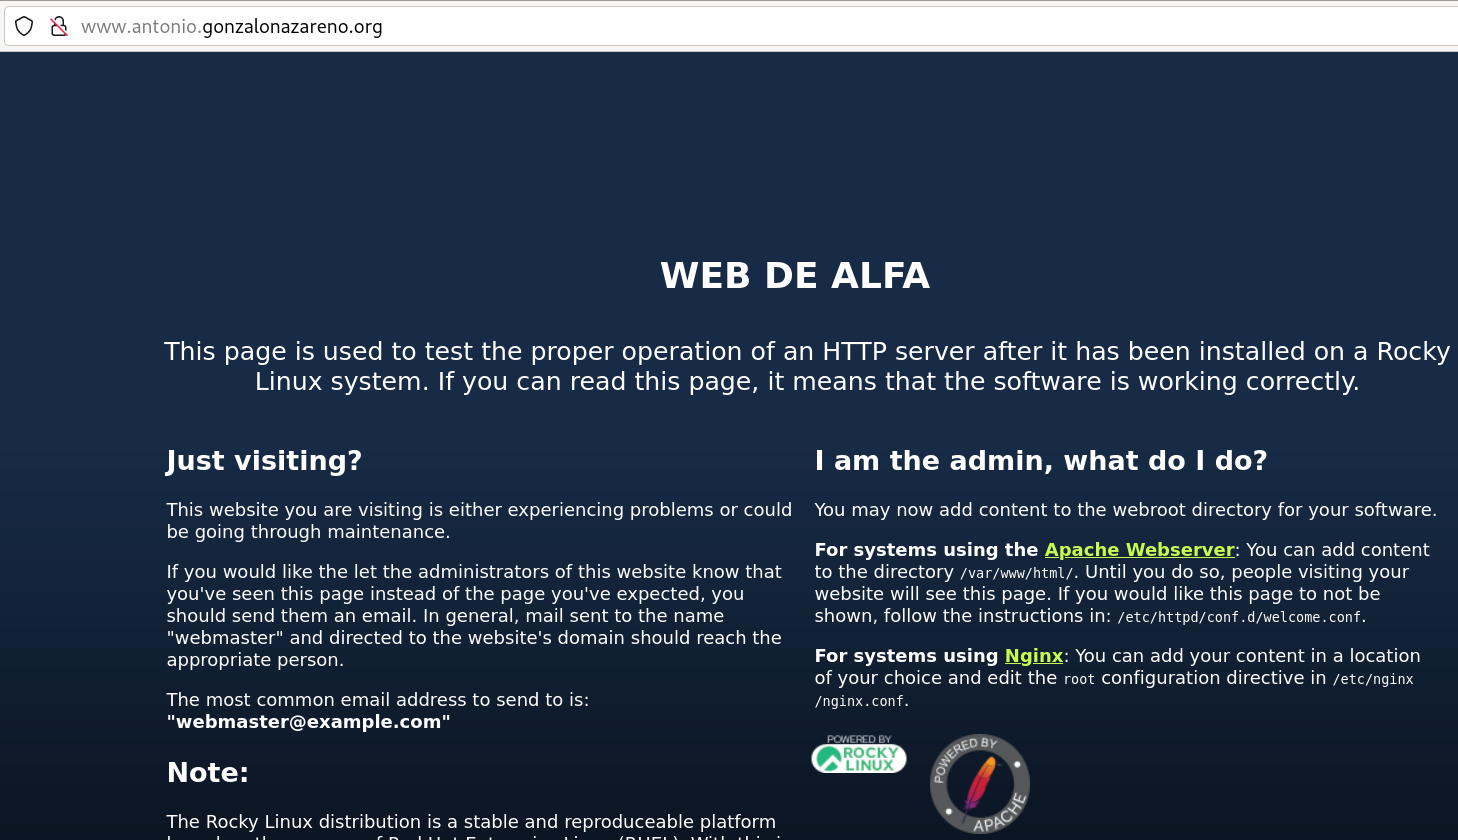 www.antonio.gonzalonazareno.org
WEB DE ALFA
This page is used to test the proper operation of an HTTP server after it has been installed on a Rocky
Linux system. If you can read this page, it means that the software is working correctly.
Just visiting?
This website you are visiting is either experiencing problems or could
be going through maintenance.
If you would like the let the administrators of this website know that
you've seen this page instead of the page you've expected, you
should send them an email. In general, mail sent to the name
"webmaster" and directed to the website's domain should reach the
appropriate person.
The most common email address to send to is:
"webmaster@example.com"
Note:
The Rocky Linux distribution is a stable and reproduceable platform
I am the admin, what do I do?
You may now add content to the webroot directory for your software.
For systems using the Apache Webserver: You can add content
to the directory /var/www/html/. Until you do so, people visiting your
website will see this page. If you would like this page to not be
shown, follow the instructions in: /etc/httpd/conf.d/welcome.conf.
For systems using Nginx: You can add your content in a location
of your choice and edit the root configuration directive in /etc/nginx
/nginx.conf.
POWERED BY
ROCKY
LINUX
POWERED BY
APACHE